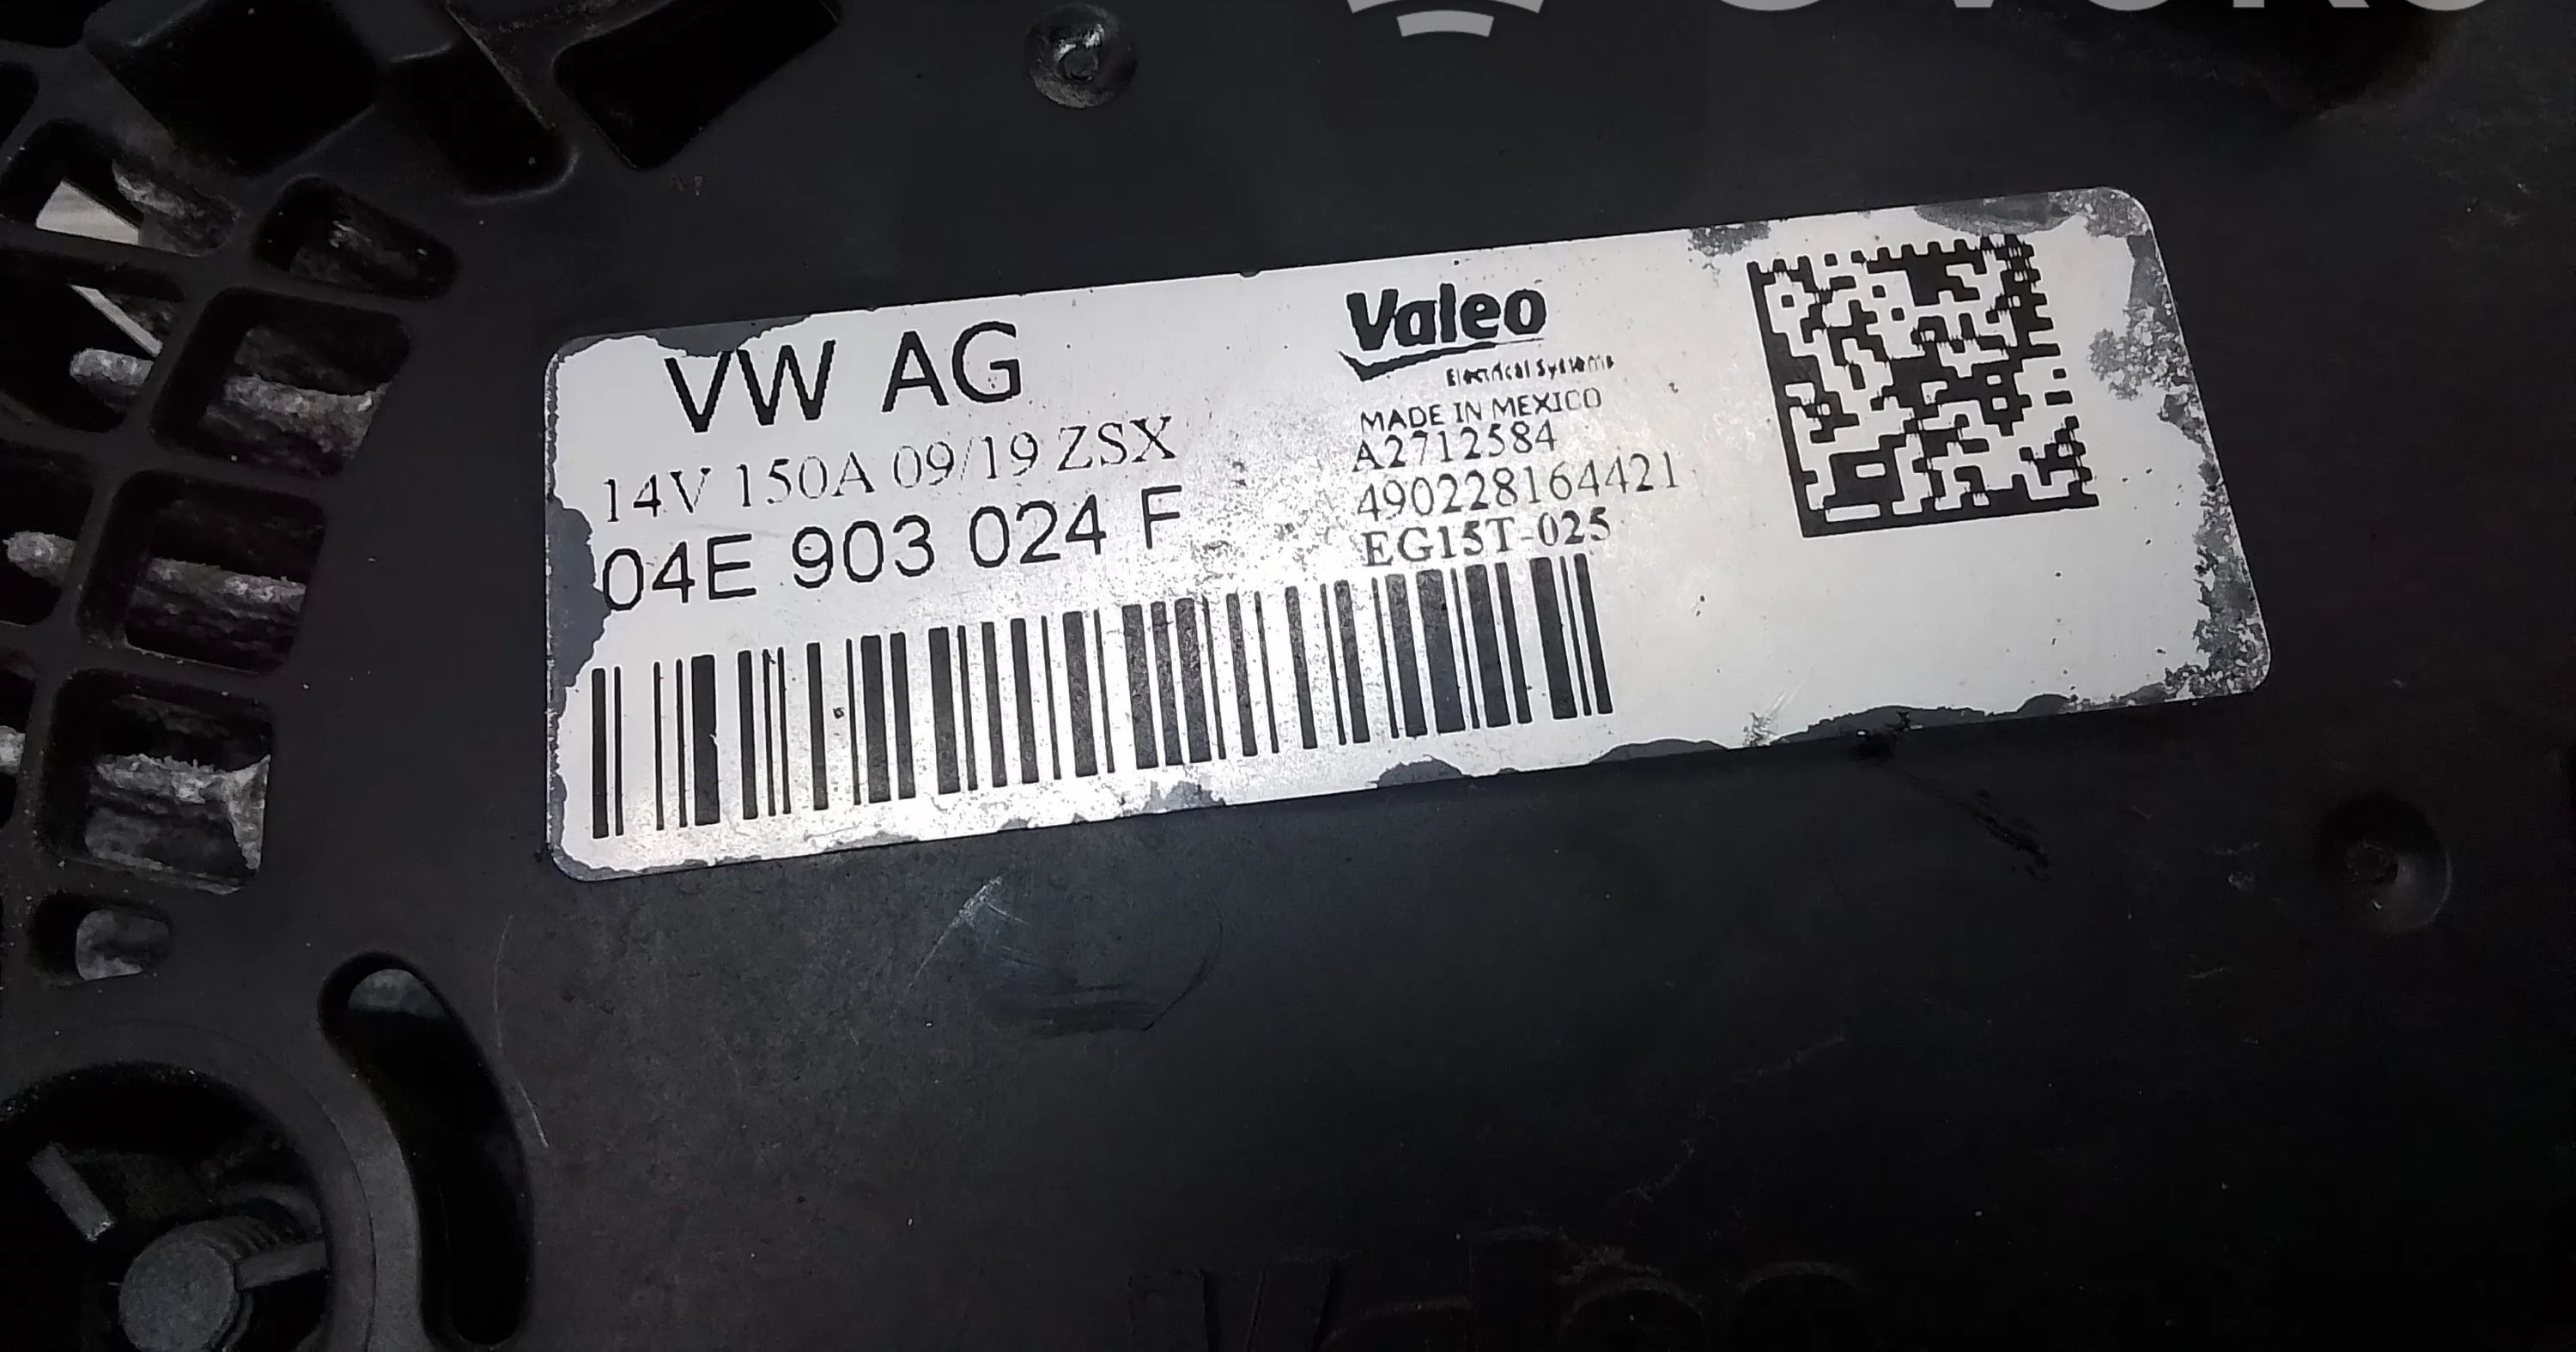 VW AG
14V 150A 09/19 ZSX
04E 903 024 F
Valeo
Electrical Systems
MADE IN MEXICO
A2712584
490228164421
EG15T-025